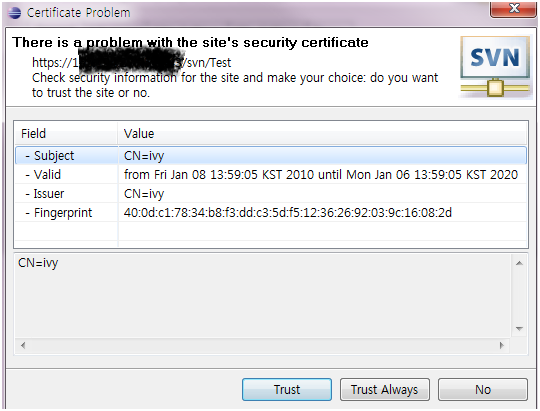 Certificate Problem
There is a problem with the site's security certificate
https://1 /svn/Test
Check security information for the site and make your choice: do you want
to trust the site or no.
SVN
Field Value
- Subject CN=ivy
- Valid from Fri Jan 08 13:59:05 KST 2010 until Mon Jan 06 13:59:05 KST 2020
- Issuer CN=ivy
- Fingerprint 40:0d:c1:78:34:b8:f3:dd:c3:5d:f5:12:36:26:92:03:9c:16:08:2d
CN=ivy
Trust Trust Always No